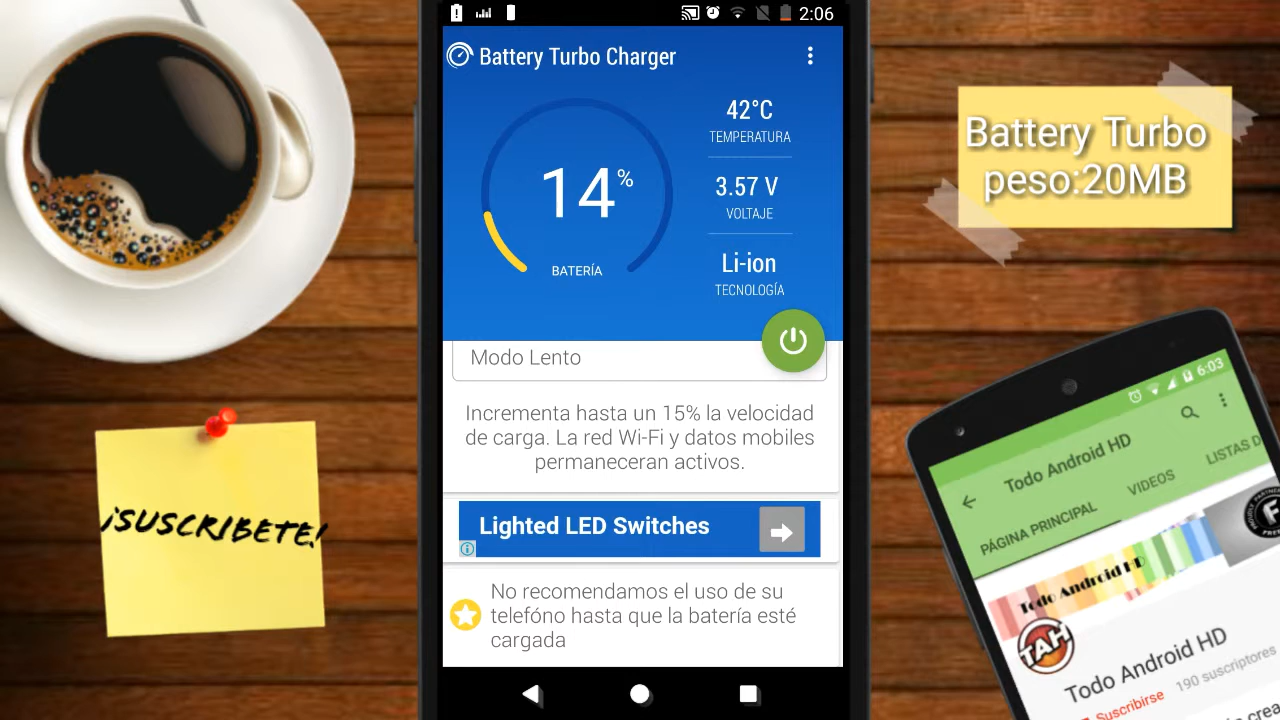 2:06
Battery Turbo Charger
42°C
TEMPERATURA
14%
BATERÍA
3.57 V
VOLTAJE
Li-ion
TECNOLOGÍA
Modo Lento
Incrementa hasta un 15% la velocidad
de carga. La red Wi-Fi y datos mobiles
permaneceran activos.
Lighted LED Switches
No recomendamos el uso de su
telefóno hasta que la batería esté
cargada
Battery Turbo
peso:20MB
¡SUSCRIBETE!
6:03
Todo Android HD
PÁGINA PRINCIPAL
VIDEOS
LISTAS D
Todo Android HD
TAH
Todo Android HD
Suscribirse
190 suscriptores